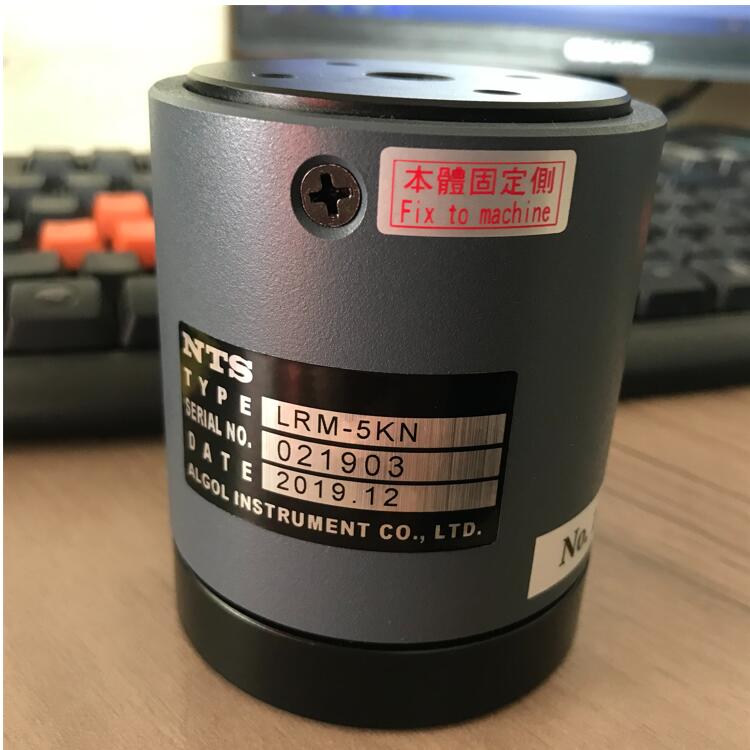 本體固定側
Fix to machine
NTS
TYPE LRM-5KN
SERIAL NO. 021903
DATE 2019.12
ALGOL INSTRUMENT CO., LTD.
No.